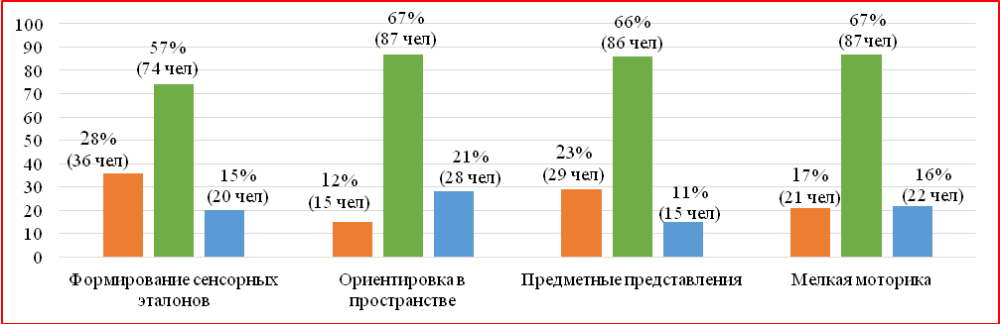 100
90
80
70
60
50
40
30
20
10
0
28%
(36 чел)
57%
(74 чел)
15%
(20 чел)
12%
(15 чел)
67%
(87 чел)
21%
(28 чел)
23%
(29 чел)
66%
(86 чел)
11%
(15 чел)
17%
(21 чел)
67%
(87чел)
16%
(22 чел)
Формирование сенсорных
эталонов
Ориентировка в
пространстве
Предметные представления
Мелкая моторика